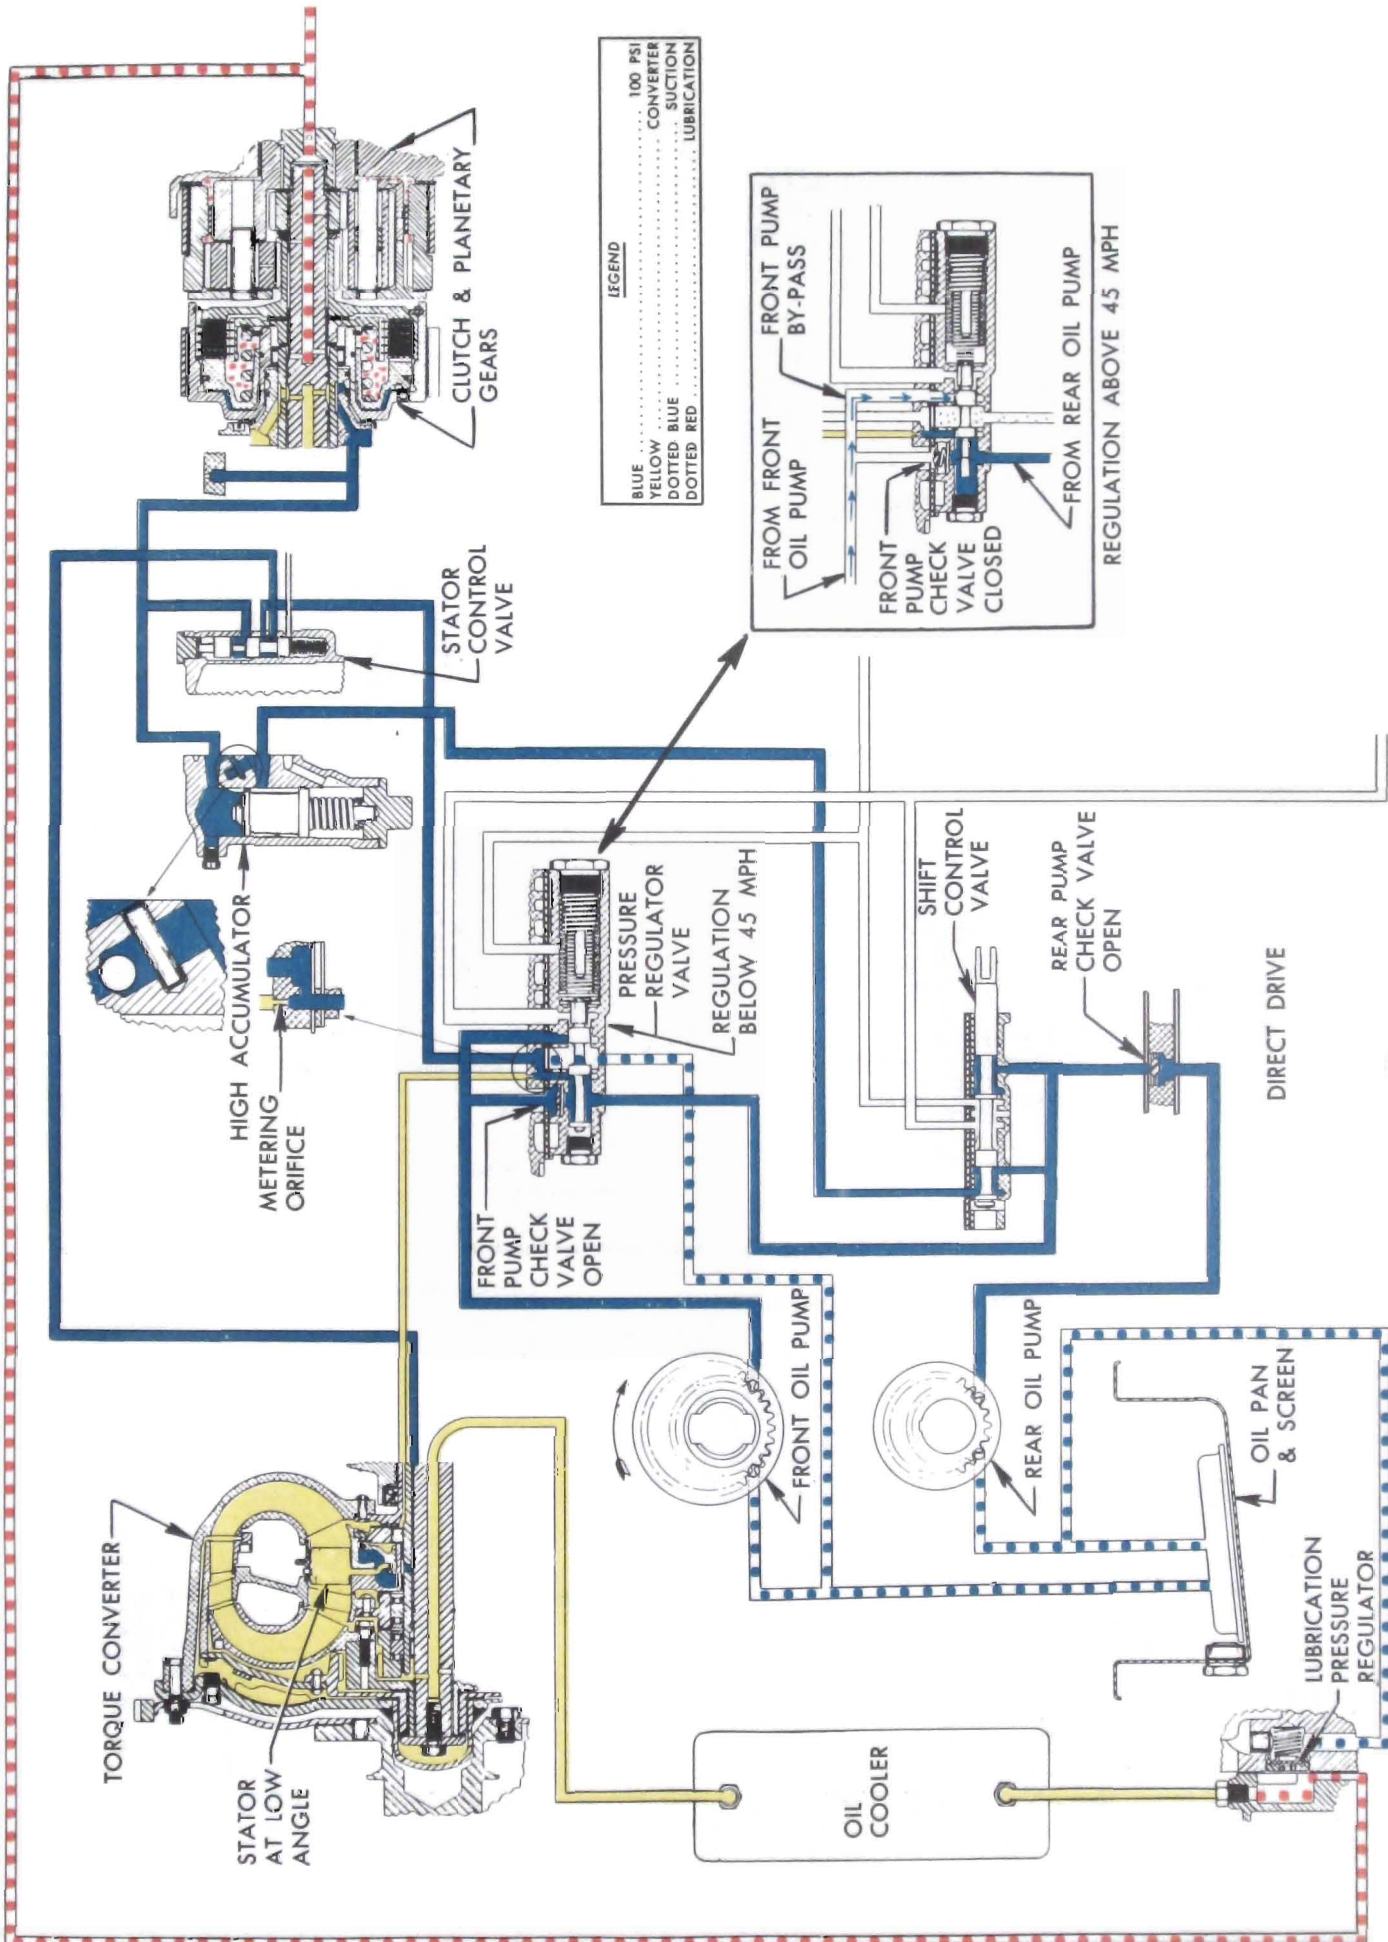 TORQUE CONVERTER
STATOR
AT LOW
ANGLE
HIGH ACCUMULATOR
METERING
ORIFICE
STATOR
CONTROL
VALVE
CLUTCH & PLANETARY
GEARS
LEGEND
BLUE ........ 100 PSI
YELLOW ........ CONVERTER
DOTTED BLUE ........ SUCTION
DOTTED RED ........ LUBRICATION
FRONT
PUMP
CHECK
VALVE
OPEN
PRESSURE
REGULATOR
VALVE
REGULATION
BELOW 45 MPH
FROM FRONT
OIL PUMP
FRONT PUMP
BY-PASS
FRONT
PUMP
CHECK
VALVE
CLOSED
FROM REAR OIL PUMP
REGULATION ABOVE 45 MPH
FRONT OIL PUMP
REAR OIL PUMP
SHIFT
CONTROL
VALVE
REAR PUMP
CHECK VALVE
OPEN
OIL
COOLER
OIL PAN
& SCREEN
LUBRICATION
PRESSURE
REGULATOR
DIRECT DRIVE